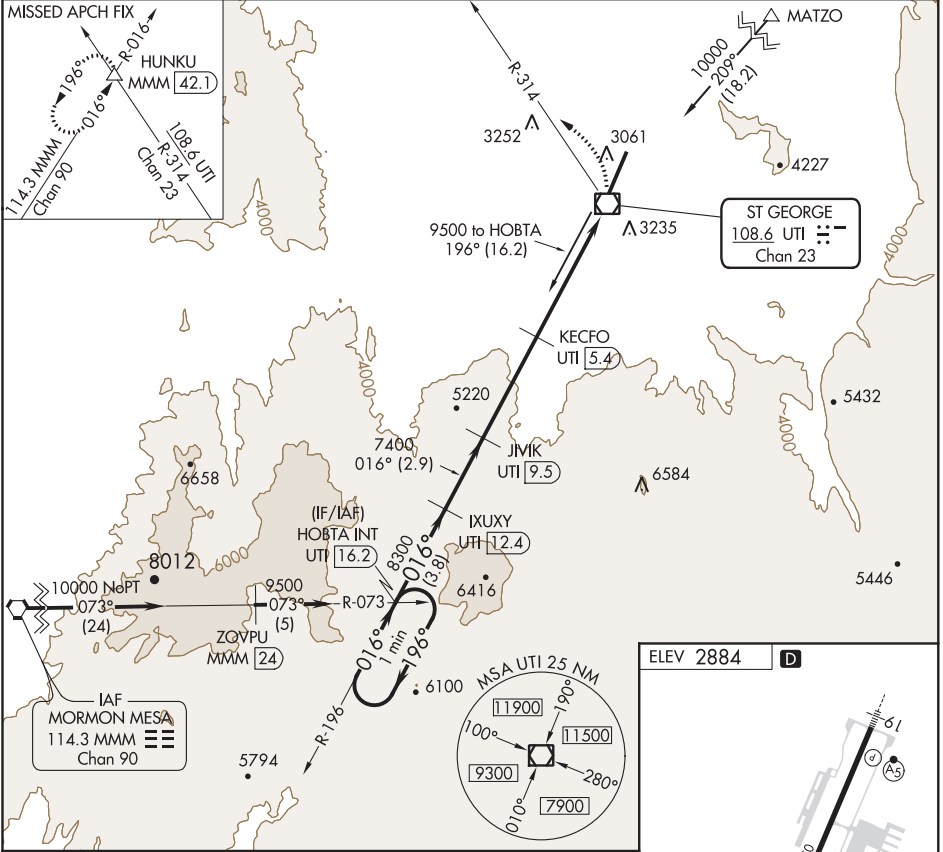 MISSED APCH FIX
R-016
HUNKU
MMM 42.1
196°
016°
114.3 MMM
Chan 90
108.6 UTI
R-314
Chan 23
4000
R-314
3252
3061
MATZO
10000
209°
(18.2)
4227
3235
ST GEORGE
108.6 UTI
Chan 23
9500 to HOBTA
196° (16.2)
4000
4000
KECFO
UTI 5.4
5220
5432
4000
7400
016° (2.9)
JIVIK
UTI 9.5
6658
6584
(IF/IAF)
HOBTA INT
UTI 16.2
IXUXY
UTI 12.4
6000
8012
8300
016°
(3.8)
6416
5446
10000 NoPT
073°
(24)
9500
073°
(5)
R-073
ZOVPU
MMM 24
016°
1 min
196°
6100
R-196
IAF
MORMON MESA
114.3 MMM
Chan 90
5794
MSA UTI 25 NM
11900
190°
100°
11500
9300
280°
7900
010°
ELEV 2884
D
19
P
A5